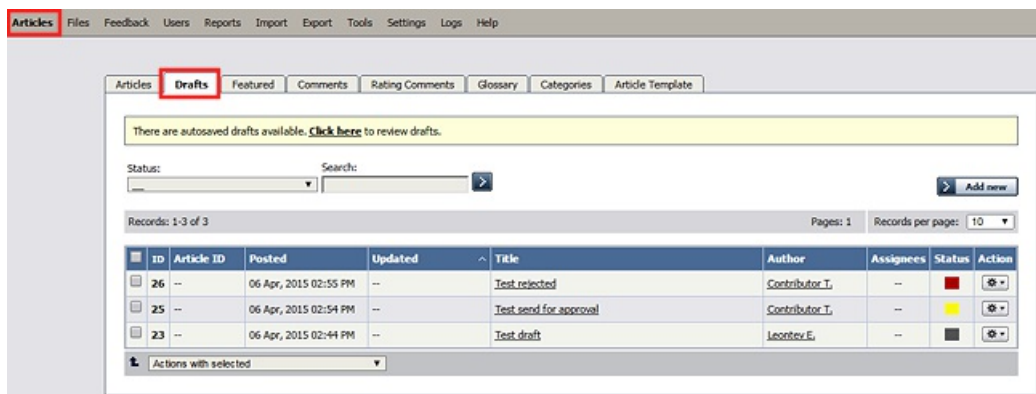 Articles Files Feedback Users Reports Import Export Tools Settings Logs Help
Articles Drafts Featured Comments Rating Comments Glossary Categories Article Template
There are autosaved drafts available. Click here to review drafts.
Status: Search:
__
Add new
Records: 1-3 of 3 Pages: 1 Records per page: 10
ID Article ID Posted Updated Title Author Assignees Status Action
26 -- 06 Apr, 2015 02:55 PM -- Test rejected Contributor T. --
25 -- 06 Apr, 2015 02:54 PM -- Test send for approval Contributor T. --
23 -- 06 Apr, 2015 02:44 PM -- Test draft Leontev E. --
Actions with selected